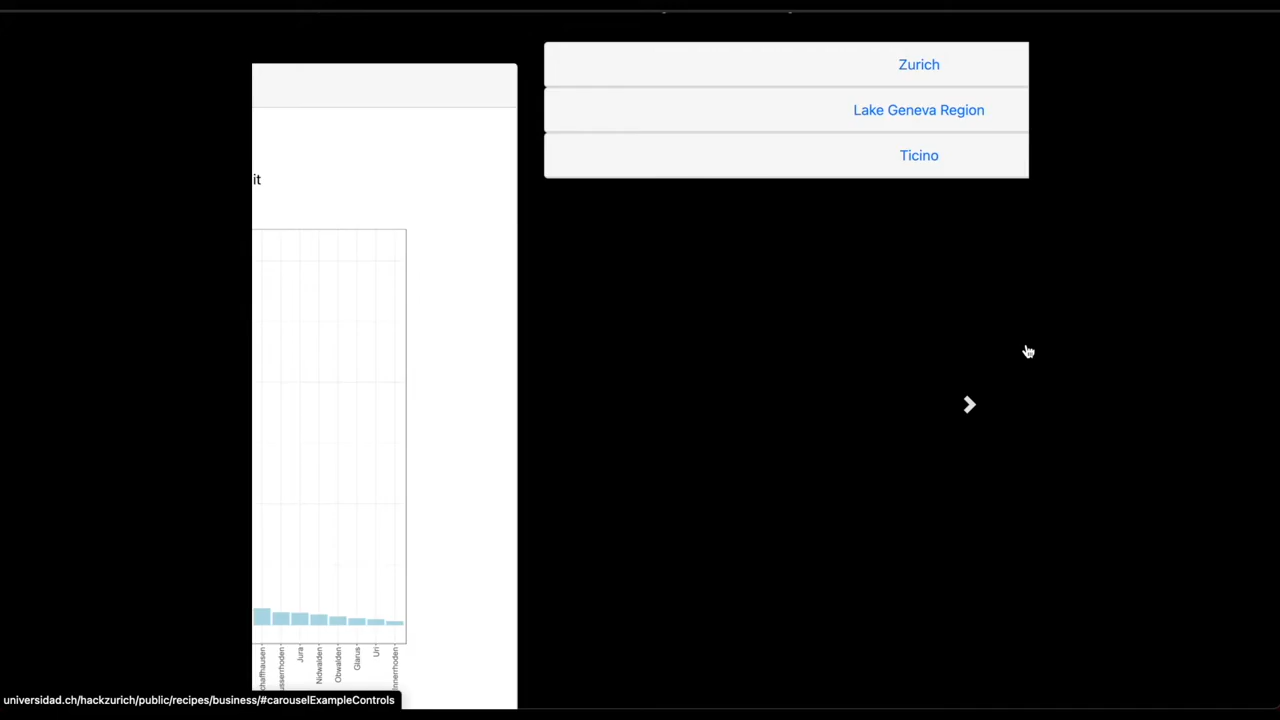 Zurich
Lake Geneva Region
Ticino
it
Jura
Nidwalden
Obwalden
Glarus
Uri
universidad.ch/hackzurich/public/recipes/business/#carouselExampleControls